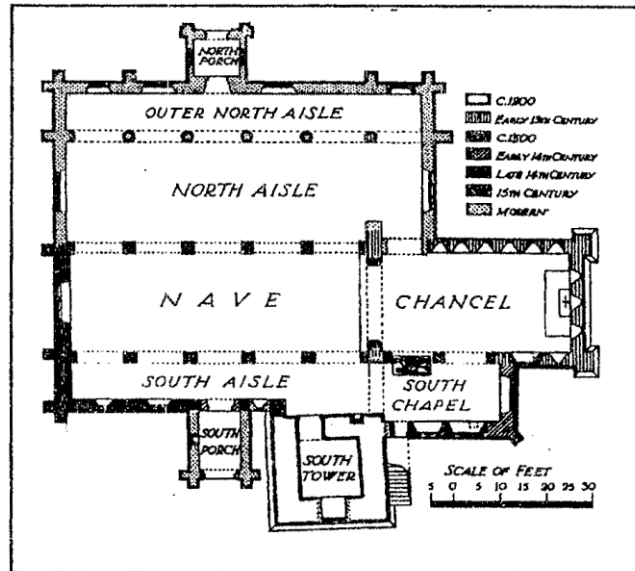 NORTH
PORCH
OUTER NORTH AISLE
C.1200
EARLY 13TH CENTURY
C.1300
EARLY 14TH CENTURY
LATE 14TH CENTURY
15TH CENTURY
MODERN
NORTH AISLE
NAVE
CHANCEL
SOUTH AISLE
SOUTH
CHAPEL
SOUTH
PORCH
SOUTH
TOWER
SCALE OF FEET
5 0 5 10 15 20 25 30